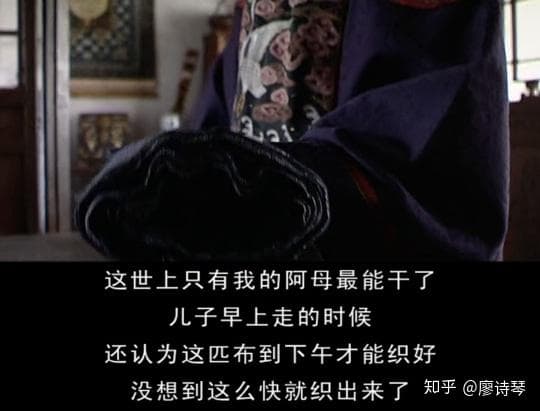 这世上只有我的阿母最能干了
儿子早上走的时候
还认为这匹布到下午才能织好
没想到这么快就织出来了
知乎 @廖诗琴